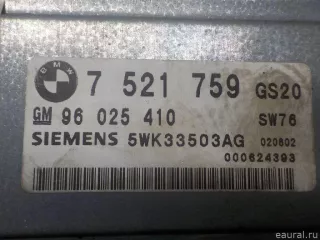 BMW
7 521 759 GS20
GM 96 025 410 SW76
SIEMENS 5WK33503AG 020802
000624393
eaural.ru